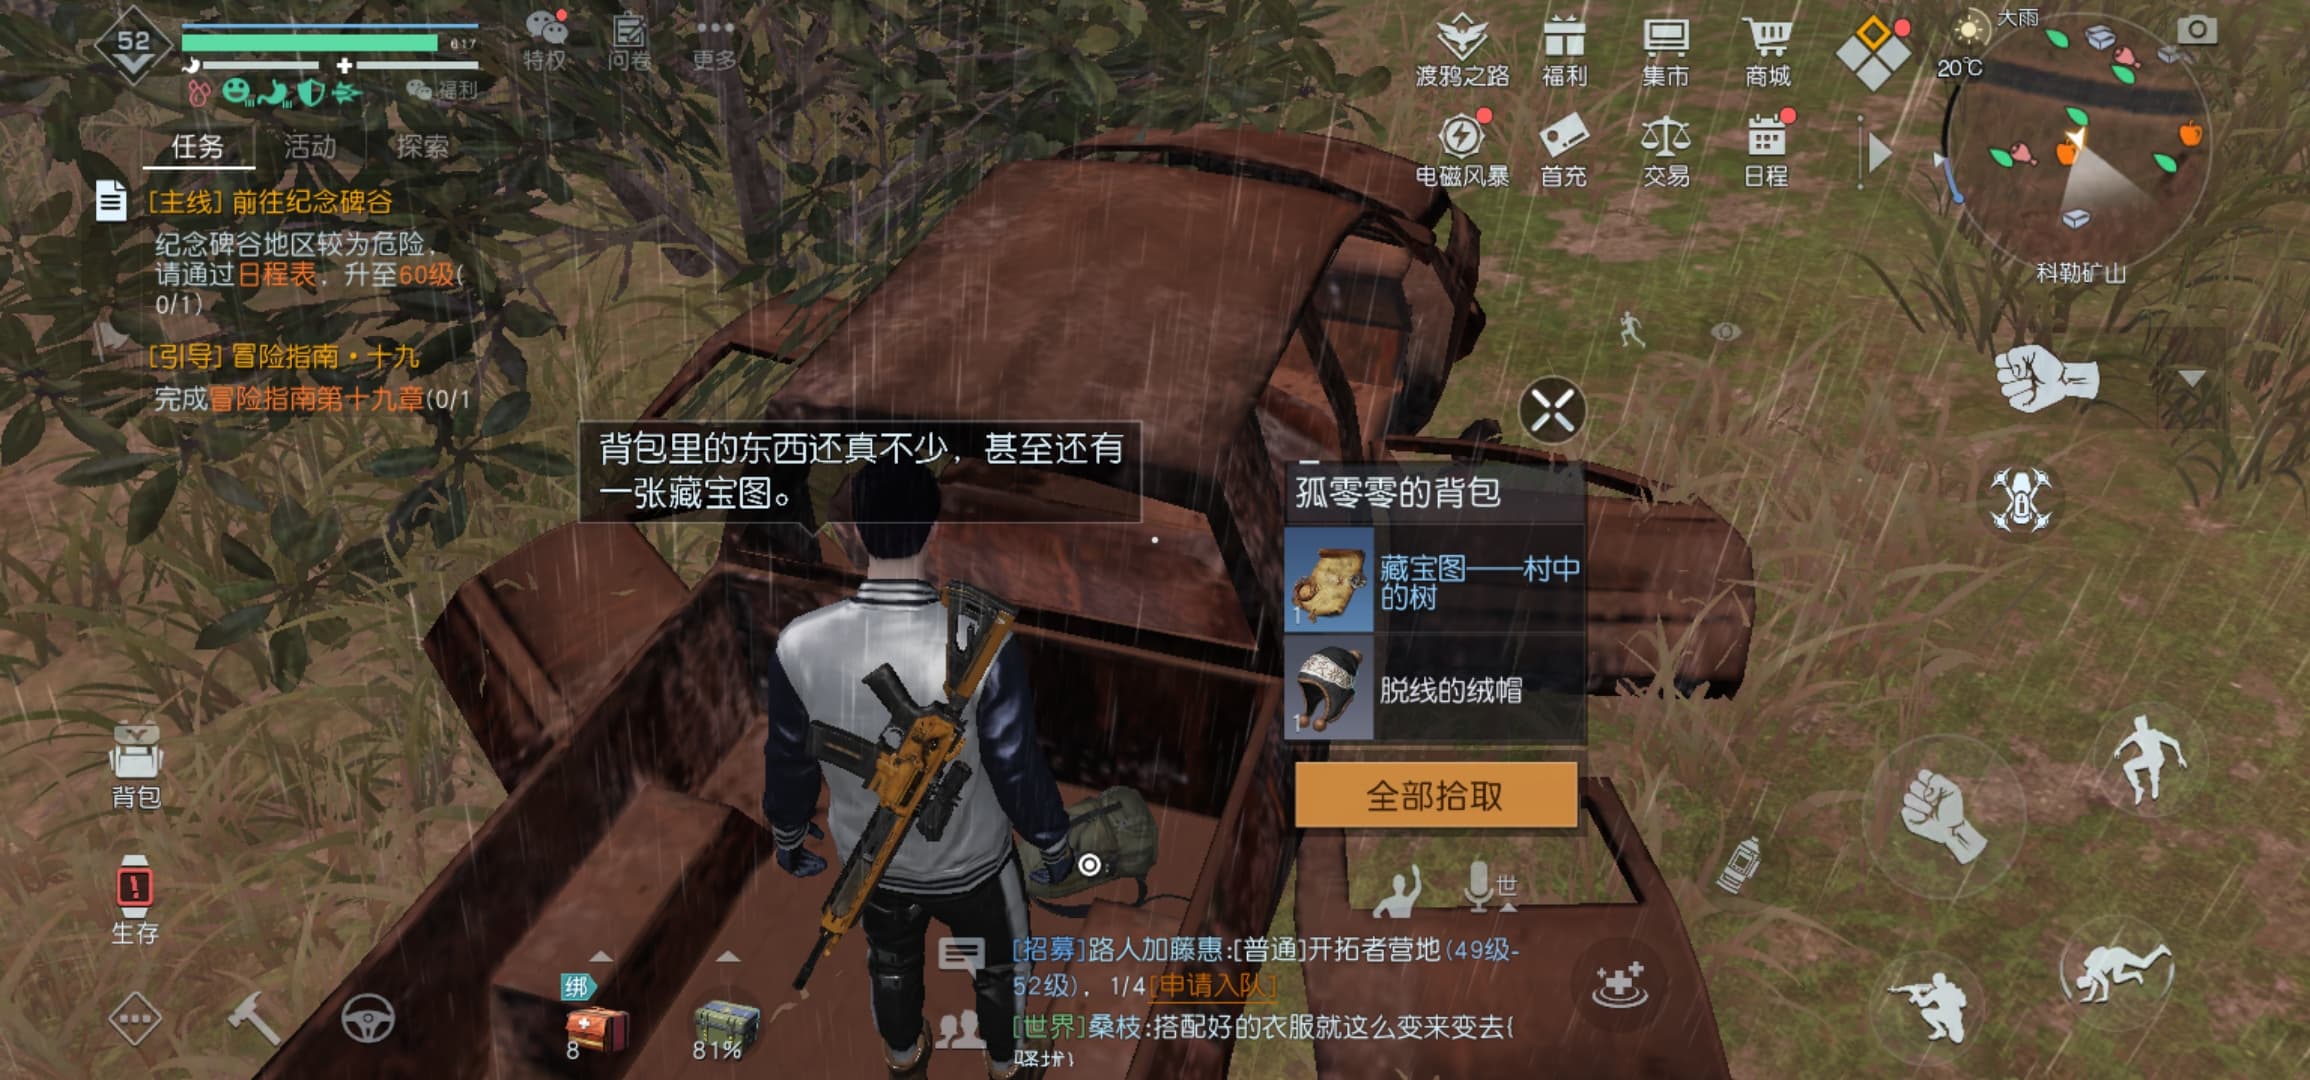 52
617
特权
问卷
更多
福利
渡鸦之路
福利
集市
商城
大雨
20℃
电磁风暴
首充
交易
日程
科勒矿山
任务
活动
探索
[主线] 前往纪念碑谷
纪念碑谷地区较为危险，
请通过日程表，升至60级(
0/1)
[引导] 冒险指南·十九
完成冒险指南第十九章(0/1
背包里的东西还真不少，甚至还有
一张藏宝图。
孤零零的背包
藏宝图——村中
的树
1
脱线的绒帽
1
全部拾取
背包
生存
世
绑
8
81%
[招募]路人加藤惠:[普通]开拓者营地(49级-
52级)，1/4[申请入队]
[世界]桑枝:搭配好的衣服就这么变来变去{
骚扰}